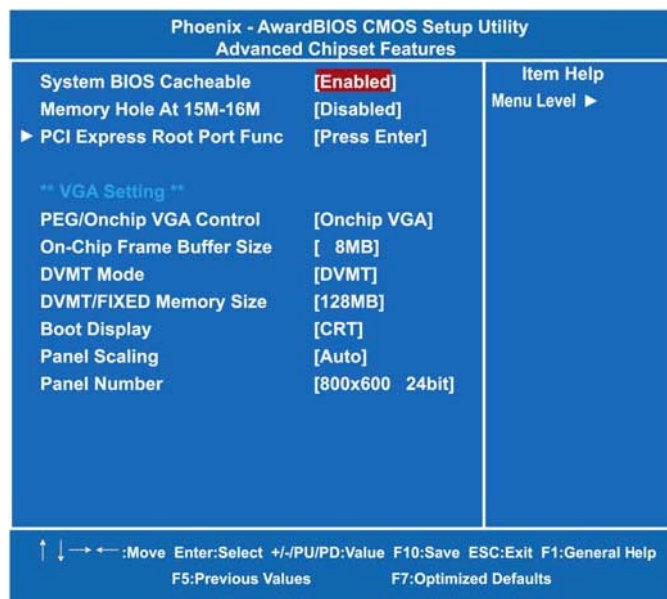 Phoenix - AwardBIOS CMOS Setup Utility
Advanced Chipset Features
System BIOS Cacheable [Enabled]
Memory Hole At 15M-16M [Disabled]
► PCI Express Root Port Func [Press Enter]
** VGA Setting **
PEG/Onchip VGA Control [Onchip VGA]
On-Chip Frame Buffer Size [ 8MB]
DVMT Mode [DVMT]
DVMT/FIXED Memory Size [128MB]
Boot Display [CRT]
Panel Scaling [Auto]
Panel Number [800x600 24bit]
Item Help
Menu Level ►
↑ ↓ → ← :Move Enter:Select +/-/PU/PD:Value F10:Save ESC:Exit F1:General Help
F5:Previous Values F7:Optimized Defaults